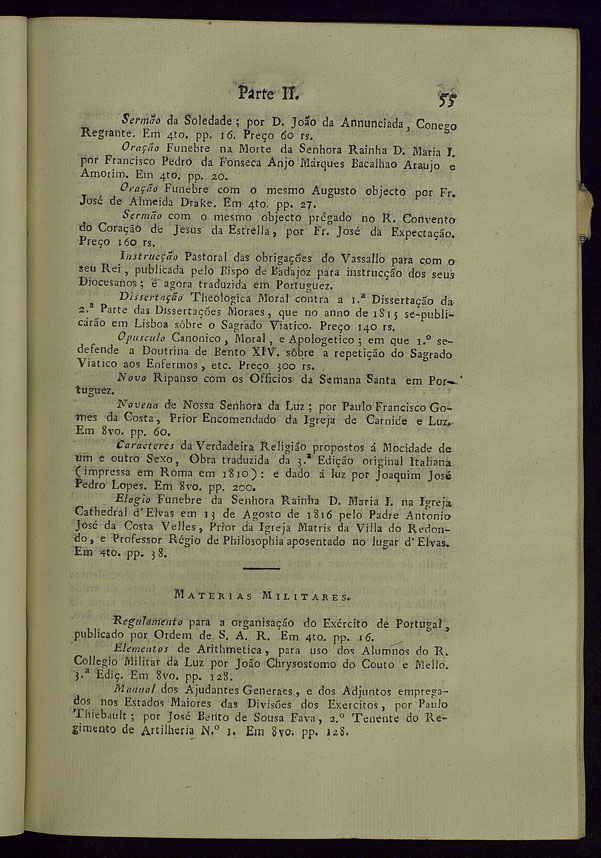 Parte II. 55
Sermão da Soledade; por D. João da Annunciada, Conego
Regrante. Em 4to. pp. 16. Preço 60 rs.
Oração Funebre na Morte da Senhora Rainha D. Maria I.
por Francisco Pedro da Fonseca Anjo Marques Bacalhao Araujo e
Amorim. Em 4to. pp. 20.
Oração Funebre com o mesmo Augusto objecto por Fr.
José de Almeida Drake. Em 4to. pp. 27.
Sermão com o mesmo objecto prégado no R. Convento
do Coração de Jesus da Estrella, por Fr. José da Expectação.
Preço 160 rs.
Instrucção Pastoral das obrigações do Vassallo para com o
seu Rei, publicada pelo Bispo de Badajoz para instrucção dos seus
Diocesanos; e agora traduzida em Portuguez.
Dissertação Theologica Moral contra a 1.ª Dissertação da
2.ª Parte das Dissertações Moraes, que no anno de 1815 se-publi-
cárão em Lisboa sôbre o Sagrado Viatico. Preço 140 rs.
Opusculo Canonico, Moral, e Apologetico; em que 1.º se-
defende a Doutrina de Bento XIV. sôbre a repetição do Sagrado
Viatico aos Enfermos, etc. Preço 300 rs.
Novo Ripanso com os Officios da Semana Santa em Por-
tuguez.
Novena de Nossa Senhora da Luz; por Paulo Francisco Go-
mes da Costa, Prior Encomendado da Igreja de Carnide e Luz.
Em 8vo. pp. 60.
Caracteres da Verdadeira Religião propostos á Mocidade de
um e outro Sexo, Obra traduzida da 3.ª Edição original Italiana
(impressa em Roma em 1810): e dado á luz por Joaquim José
Pedro Lopes. Em 8vo. pp. 200.
Elogio Funebre da Senhora Rainha D. Maria I. na Igreja
Cathedral d'Elvas em 13 de Agosto de 1816 pelo Padre Antonio
José da Costa Velles, Prior da Igreja Matris da Villa do Redon-
do, e Professor Régio de Philosophia aposentado no lugar d'Elvas.
Em 4to. pp. 38.
MATERIAS MILITARES.
Regulamento para a organisação do Exército de Portugal,
publicado por Ordem de S. A. R. Em 4to. pp. 16.
Elementos de Arithmetica, para uso dos Alumnos do R.
Collegio Militar da Luz por João Chrysostomo do Couto e Mello.
3.ª Ediç. Em 8vo. pp. 128.
Manual dos Ajudantes Generaes, e dos Adjuntos emprega-
dos nos Estados Maiores das Divisões dos Exercitos, por Paulo
Thiebault; por José Bento de Sousa Fava, 2.º Tenente do Re-
gimento de Artilheria N.º 1. Em 8vo. pp. 128.